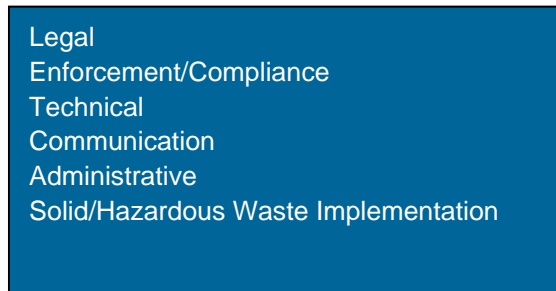 Legal
Enforcement/Compliance
Technical
Communication
Administrative
Solid/Hazardous Waste Implementation